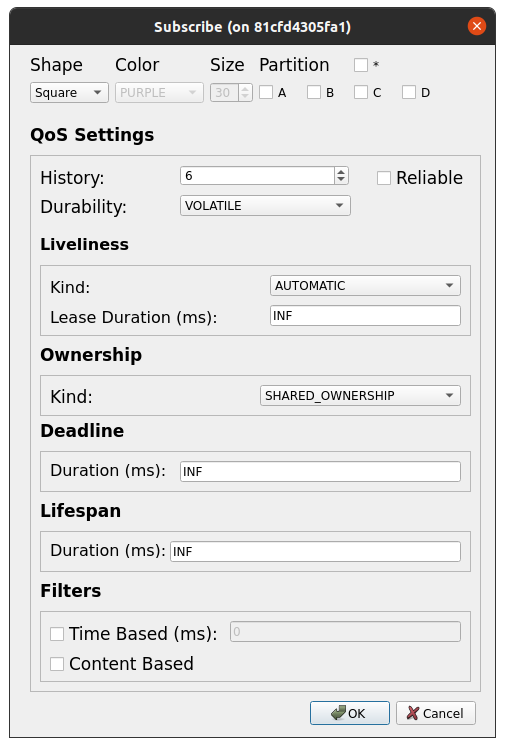 Subscribe (on 81cfd4305fa1)
Shape Color Size Partition *
Square PURPLE 30 A B C D
QoS Settings
History: 6 Reliable
Durability: VOLATILE
Liveliness
Kind: AUTOMATIC
Lease Duration (ms): INF
Ownership
Kind: SHARED_OWNERSHIP
Deadline
Duration (ms): INF
Lifespan
Duration (ms): INF
Filters
Time Based (ms): 0
Content Based
OK Cancel